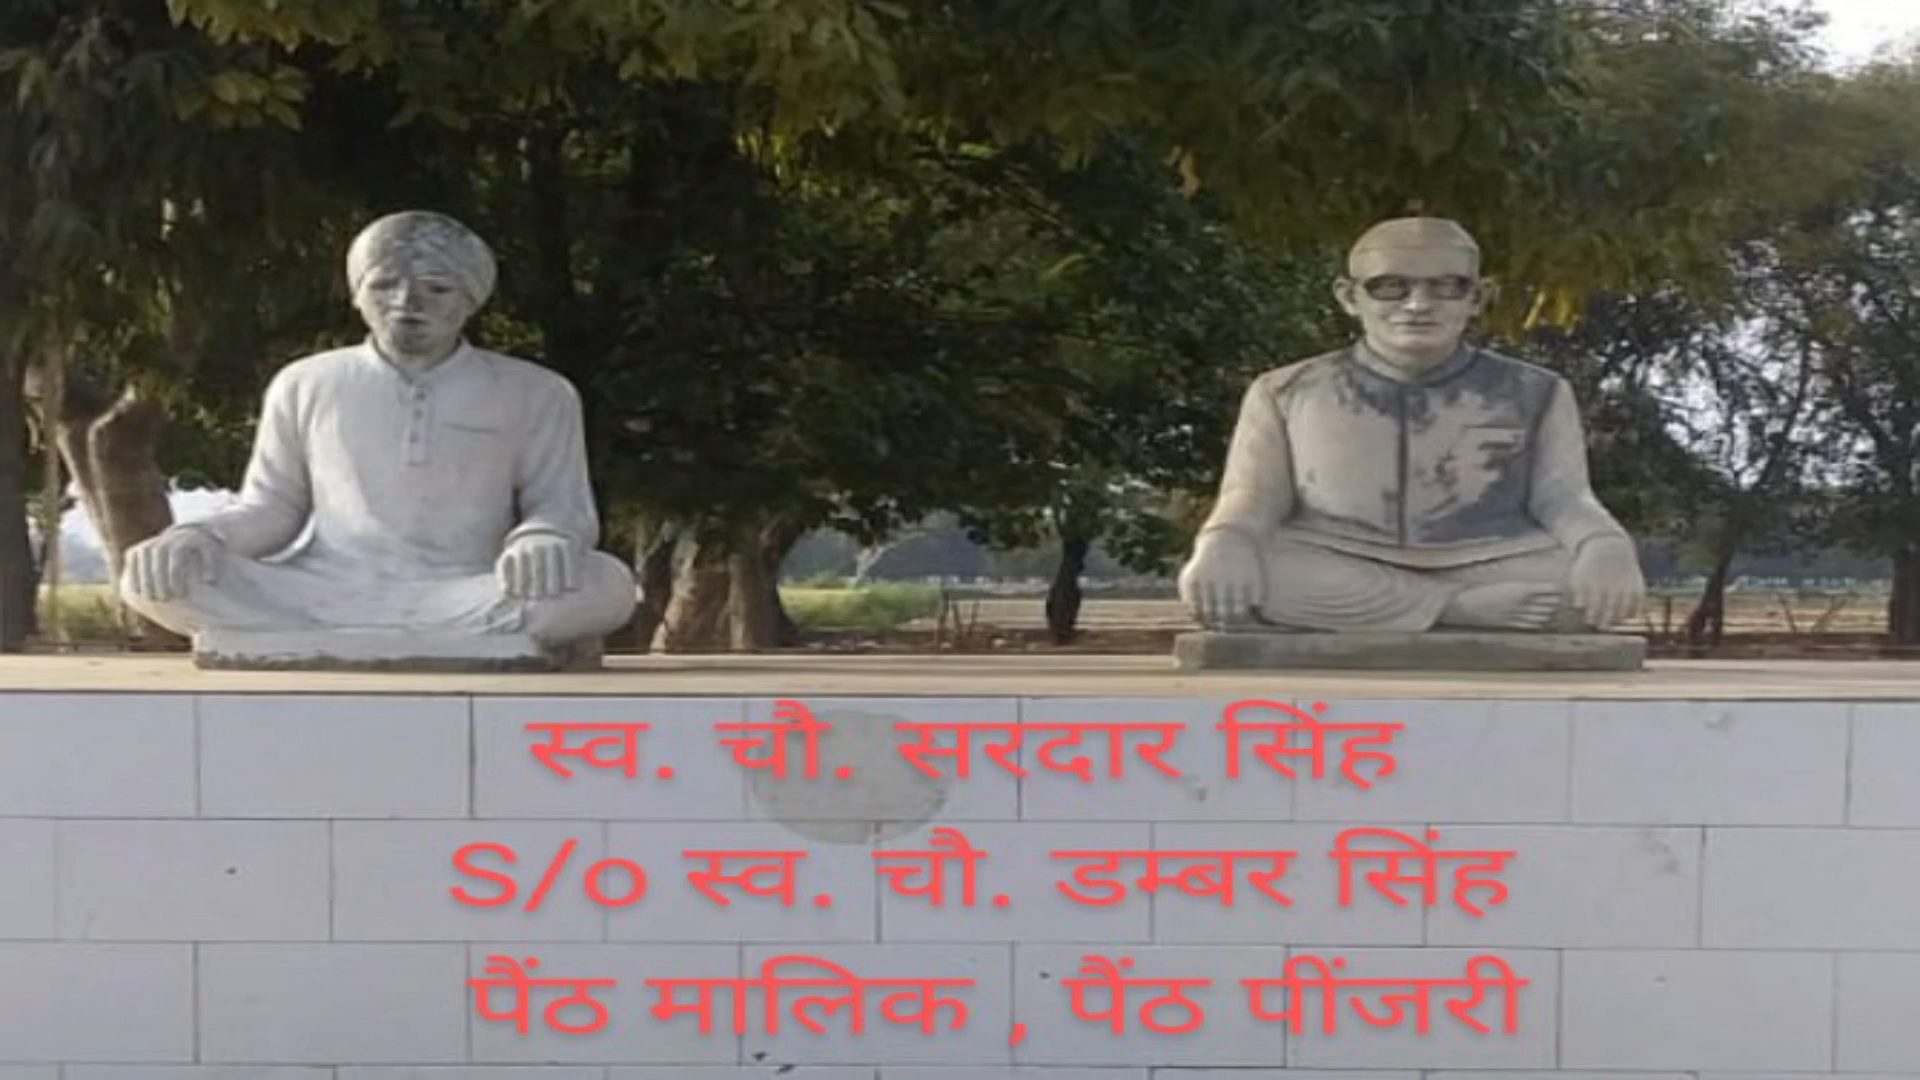 स्व. चौ. सरदार सिंह
S/o स्व. चौ. डम्बर सिंह
पैंठ मालिक , पैंठ पींजरी